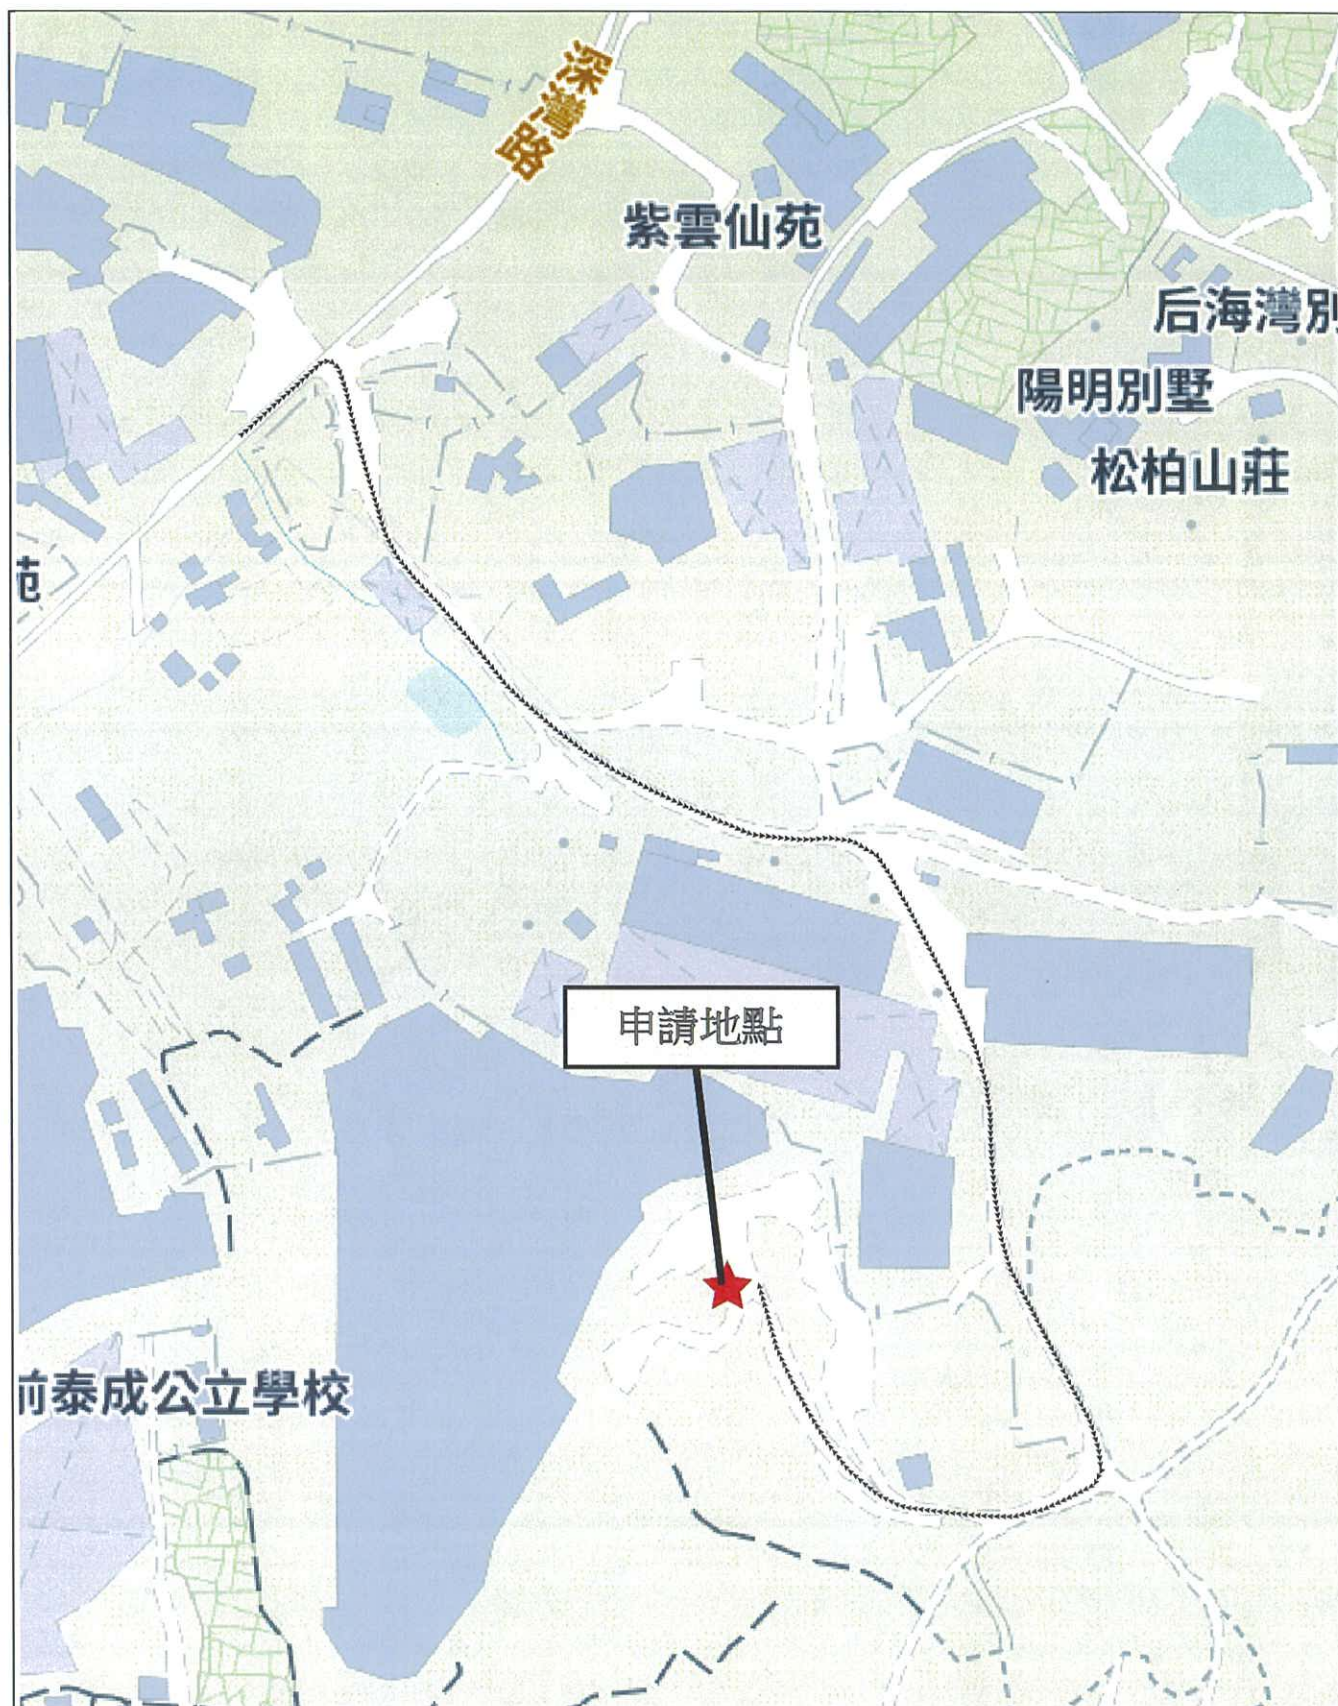 深灣路
紫雲仙苑
后海灣別
陽明別墅
松柏山莊
苑
申請地點
前泰成公立學校